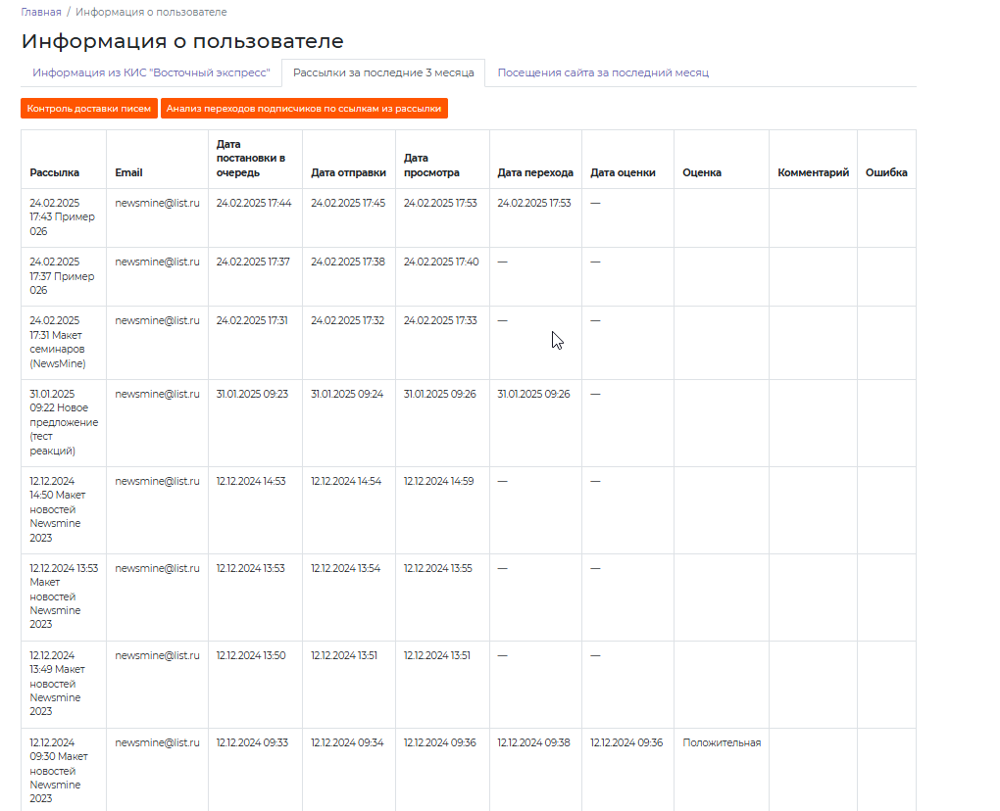 Главная / Информация о пользователе
Информация о пользователе
Информация из КИС "Восточный экспресс"
Рассылки за последние 3 месяца
Посещения сайта за последний месяц
Контроль доставки писем
Анализ переходов подписчиков по ссылкам из рассылки
Рассылка
Email
Дата
постановки в
очередь
Дата отправки
Дата
просмотра
Дата перехода
Дата оценки
Оценка
Комментарий
Ошибка
24.02.2025
17:43 Пример
026
newsmine@list.ru
24.02.2025 17:44
24.02.2025 17:45
24.02.2025 17:53
24.02.2025 17:53
—
24.02.2025
17:37 Пример
026
newsmine@list.ru
24.02.2025 17:37
24.02.2025 17:38
24.02.2025 17:40
—
—
24.02.2025
17:31 Макет
семинаров
(NewsMine)
newsmine@list.ru
24.02.2025 17:31
24.02.2025 17:32
24.02.2025 17:33
—
—
31.01.2025
09:22 Новое
предложение
(тест
реакций)
newsmine@list.ru
31.01.2025 09:23
31.01.2025 09:24
31.01.2025 09:26
31.01.2025 09:26
—
12.12.2024
14:50 Макет
новостей
Newsmine
2023
newsmine@list.ru
12.12.2024 14:53
12.12.2024 14:54
12.12.2024 14:59
—
—
12.12.2024 13:53
Макет
новостей
Newsmine
2023
newsmine@list.ru
12.12.2024 13:53
12.12.2024 13:54
12.12.2024 13:55
—
—
12.12.2024
13:49 Макет
новостей
Newsmine
2023
newsmine@list.ru
12.12.2024 13:50
12.12.2024 13:51
12.12.2024 13:51
—
—
12.12.2024
09:30 Макет
новостей
Newsmine
2023
newsmine@list.ru
12.12.2024 09:33
12.12.2024 09:34
12.12.2024 09:36
12.12.2024 09:38
12.12.2024 09:36
Положительная